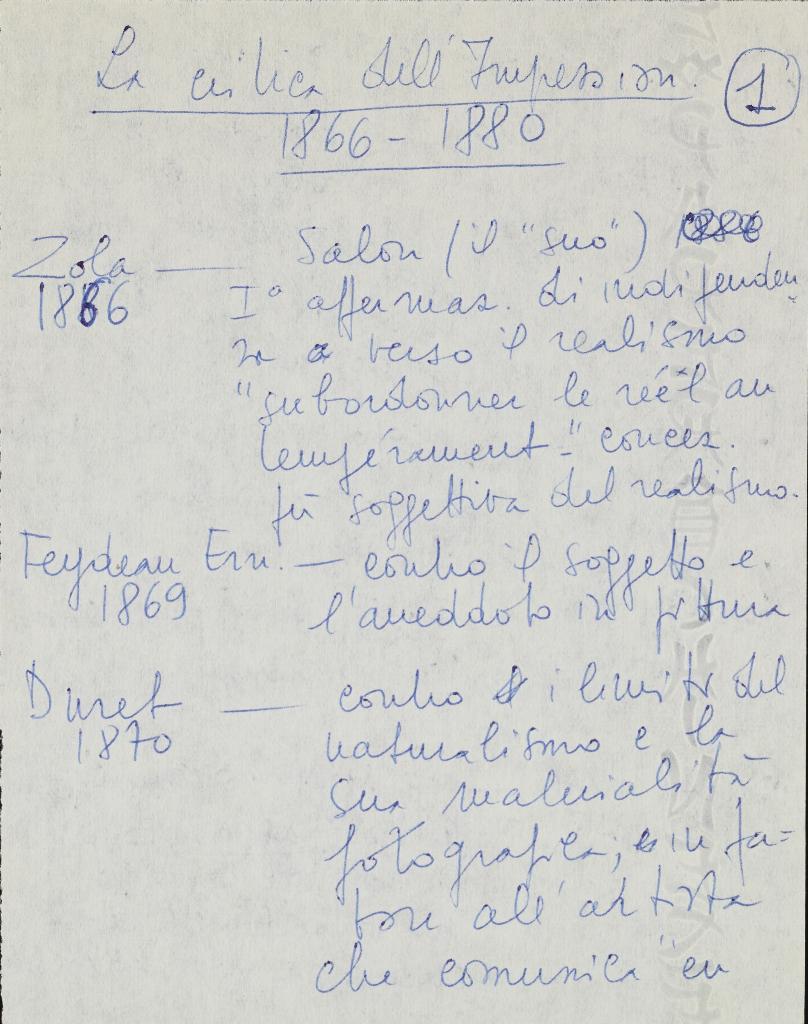 La critica dell'Impression.
1
1866 - 1880
Zola — Salon (il "suo")
1866
I° affermaz. di indipenden
za verso il realismo
"subordonner le réel au
tempérament" - concez.
più soggettiva del realismo.
Feydeau Ern. — contro il soggetto e
1869
l'aneddoto in pittura
Duret — contro i limiti del
1870
naturalismo e la
sua materialità
fotografica; in fa=
vore all'artista
che comunica "en